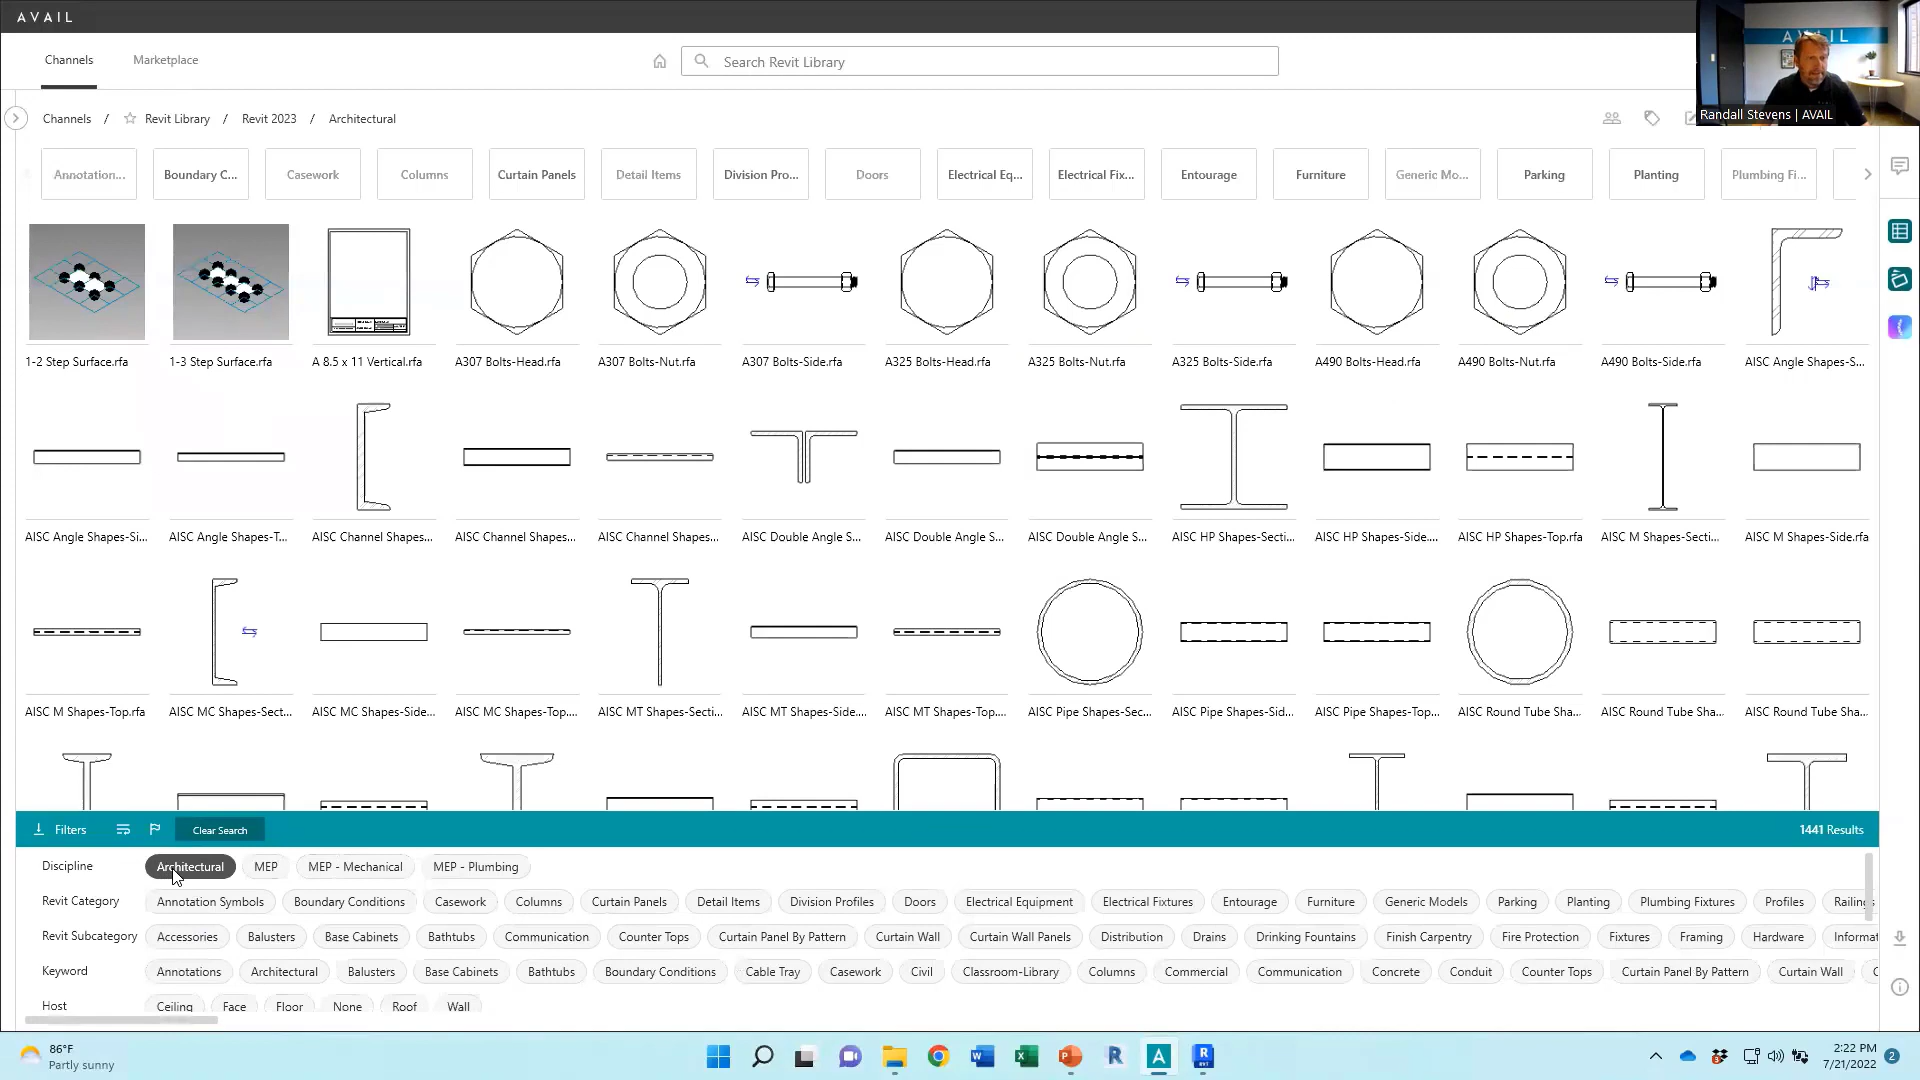 AVAIL
Channels Marketplace
Search Revit Library
AVAIL
Randall Stevens | AVAIL
Channels / Revit Library / Revit 2023 / Architectural
Annotation... Boundary C... Casework Columns Curtain Panels Detail Items Division Pro... Doors Electrical Eq... Electrical Fix... Entourage Furniture Generic Mo... Parking Planting Plumbing Fi...
1-2 Step Surface.rfa 1-3 Step Surface.rfa A 8.5 x 11 Vertical.rfa A307 Bolts-Head.rfa A307 Bolts-Nut.rfa A307 Bolts-Side.rfa A325 Bolts-Head.rfa A325 Bolts-Nut.rfa A325 Bolts-Side.rfa A490 Bolts-Head.rfa A490 Bolts-Nut.rfa A490 Bolts-Side.rfa AISC Angle Shapes-S...
AISC Angle Shapes-Si... AISC Angle Shapes-T... AISC Channel Shapes... AISC Channel Shapes... AISC Channel Shapes... AISC Double Angle S... AISC Double Angle S... AISC Double Angle S... AISC HP Shapes-Secti... AISC HP Shapes-Side.... AISC HP Shapes-Top.rfa AISC M Shapes-Secti... AISC M Shapes-Side.rfa
AISC M Shapes-Top.rfa AISC MC Shapes-Sect... AISC MC Shapes-Side... AISC MC Shapes-Top.... AISC MT Shapes-Secti... AISC MT Shapes-Side.... AISC MT Shapes-Top.... AISC Pipe Shapes-Sec... AISC Pipe Shapes-Sid... AISC Pipe Shapes-Top... AISC Round Tube Sha... AISC Round Tube Sha... AISC Round Tube Sha...
Filters Clear Search 1441 Results
Discipline Architectural MEP MEP - Mechanical MEP - Plumbing
Revit Category Annotation Symbols Boundary Conditions Casework Columns Curtain Panels Detail Items Division Profiles Doors Electrical Equipment Electrical Fixtures Entourage Furniture Generic Models Parking Planting Plumbing Fixtures Profiles Railings
Revit Subcategory Accessories Balusters Base Cabinets Bathtubs Communication Counter Tops Curtain Panel By Pattern Curtain Wall Curtain Wall Panels Distribution Drains Drinking Fountains Finish Carpentry Fire Protection Fixtures Framing Hardware Informat
Keyword Annotations Architectural Balusters Base Cabinets Bathtubs Boundary Conditions Cable Tray Casework Civil Classroom-Library Columns Commercial Communication Concrete Conduit Counter Tops Curtain Panel By Pattern Curtain Wall C
Host Ceiling Face Floor None Roof Wall
86°F
Partly sunny
2:22 PM
7/21/2022
2